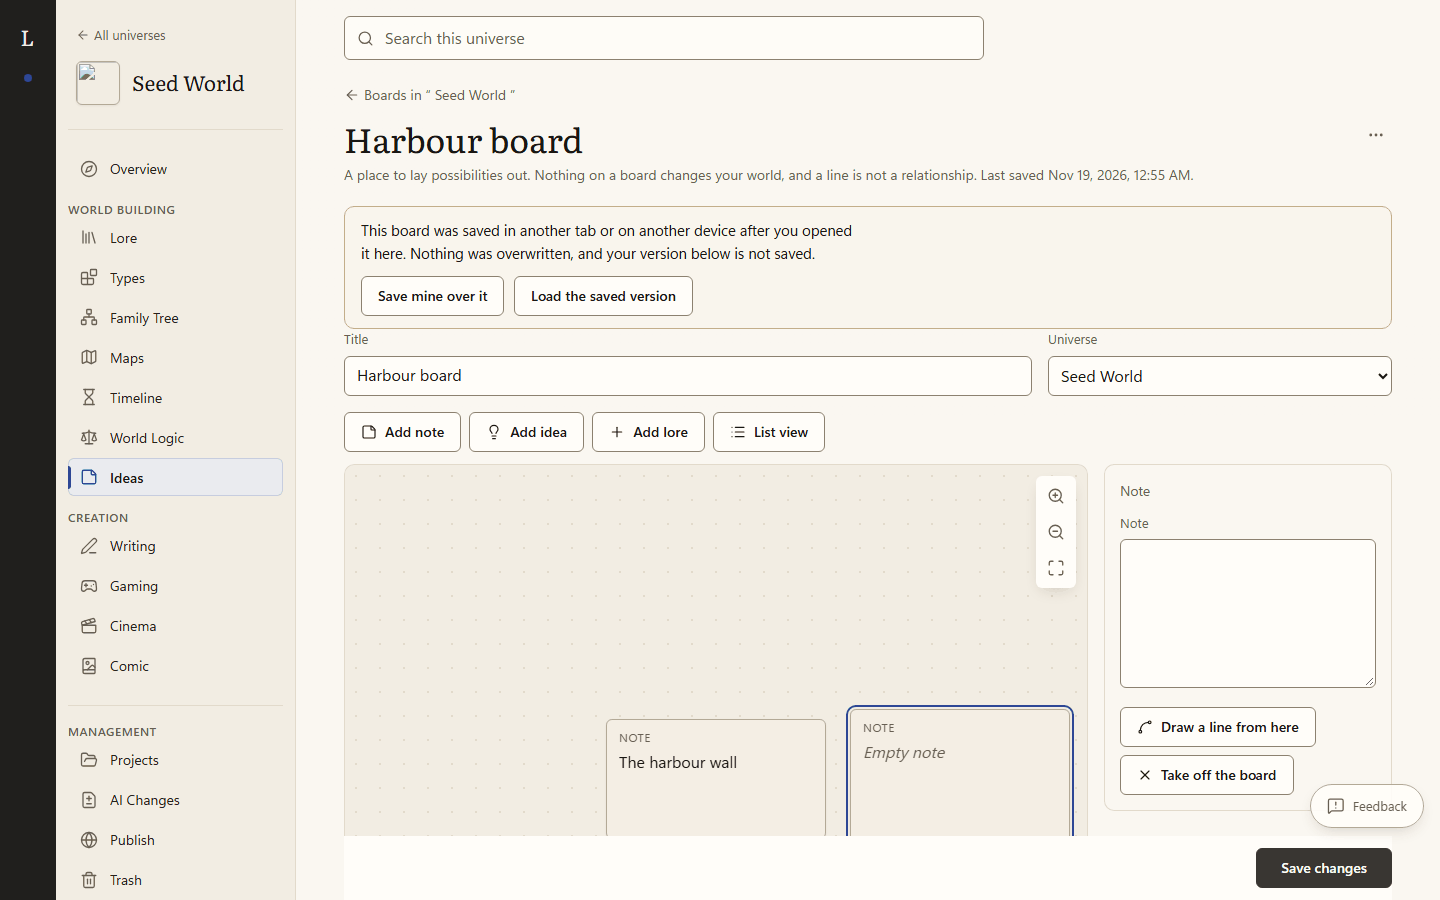 L
All universes
Seed World
Overview
WORLD BUILDING
Lore
Types
Family Tree
Maps
Timeline
World Logic
Ideas
CREATION
Writing
Gaming
Cinema
Comic
MANAGEMENT
Projects
AI Changes
Publish
Trash
Search this universe
Boards in “ Seed World ”
Harbour board
A place to lay possibilities out. Nothing on a board changes your world, and a line is not a relationship. Last saved Nov 19, 2026, 12:55 AM.
This board was saved in another tab or on another device after you opened
it here. Nothing was overwritten, and your version below is not saved.
Save mine over it
Load the saved version
Title
Universe
Harbour board
Seed World
Add note
Add idea
Add lore
List view
NOTE
The harbour wall
NOTE
Empty note
Note
Note
Draw a line from here
Take off the board
Feedback
Save changes